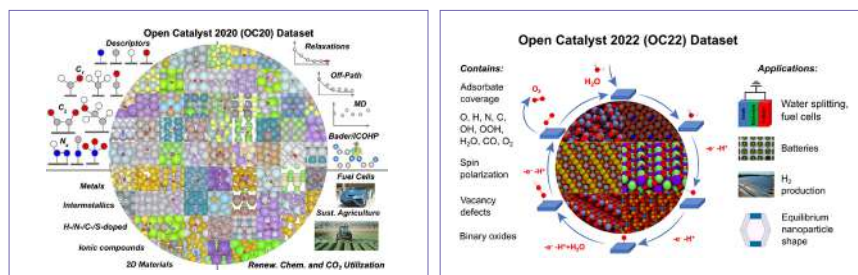 Open Catalyst 2020 (OC20) Dataset
Descriptors
Relaxations
C₁
Off-Path
C₂
MD
Bader/ICOHP
Fuel Cells
Metals
Intermetallics
Sust. Agriculture
H-/N-/C-/S-doped
Ionic compounds
2D Materials
Renew. Chem. and CO₂ Utilization
Open Catalyst 2022 (OC22) Dataset
Contains:
Adsorbate
coverage
O, H, N, C,
OH, OOH,
H₂O, CO, O₂
Spin
polarization
Vacancy
defects
Binary oxides
O₂
H₂O
-e⁻ -H⁺
-e⁻ -H⁺
-e⁻ -H⁺
-e⁻ -H⁺
-e⁻ -H⁺+H₂O
Applications:
Water splitting,
fuel cells
Batteries
H₂
production
Equilibrium
nanoparticle
shape